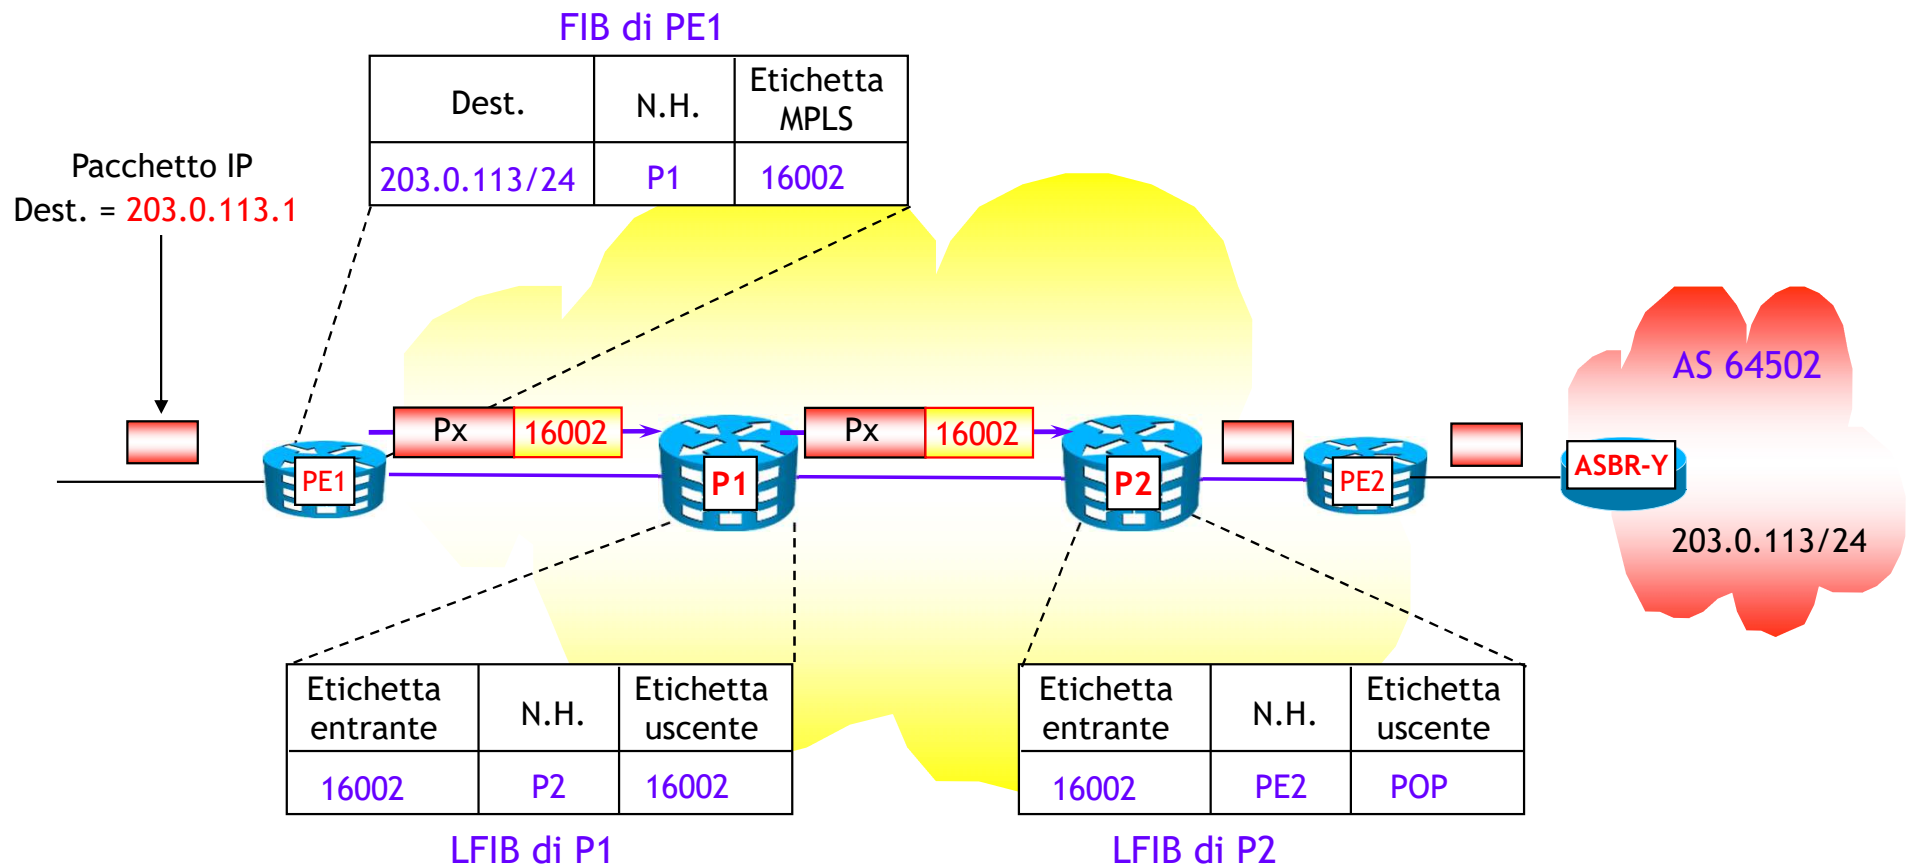 FIB di PE1
Dest.
N.H.
Etichetta
MPLS
203.0.113/24
P1
16002
Pacchetto IP
Dest. = 203.0.113.1
AS 64502
Px
16002
Px
16002
PE1
P1
P2
PE2
ASBR-Y
203.0.113/24
Etichetta
entrante
N.H.
Etichetta
uscente
16002
P2
16002
LFIB di P1
Etichetta
entrante
N.H.
Etichetta
uscente
16002
PE2
POP
LFIB di P2